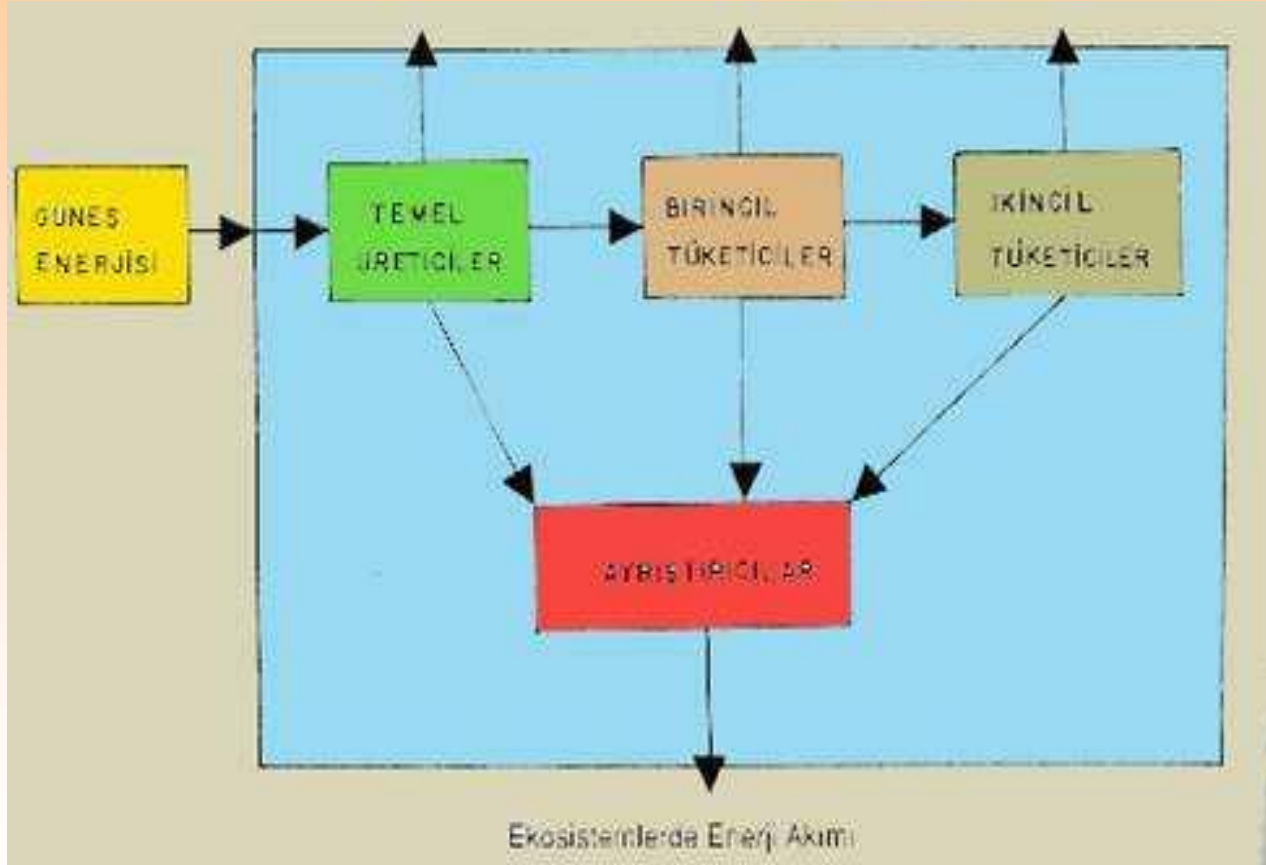 GÜNEŞ
ENERJİSİ
TEMEL
ÜRETİCİLER
BİRİNCİL
TÜKETİCİLER
İKİNCİL
TÜKETİCİLER
AYRIŞTIRICILAR
Ekosistemlerde Enerji Akımı